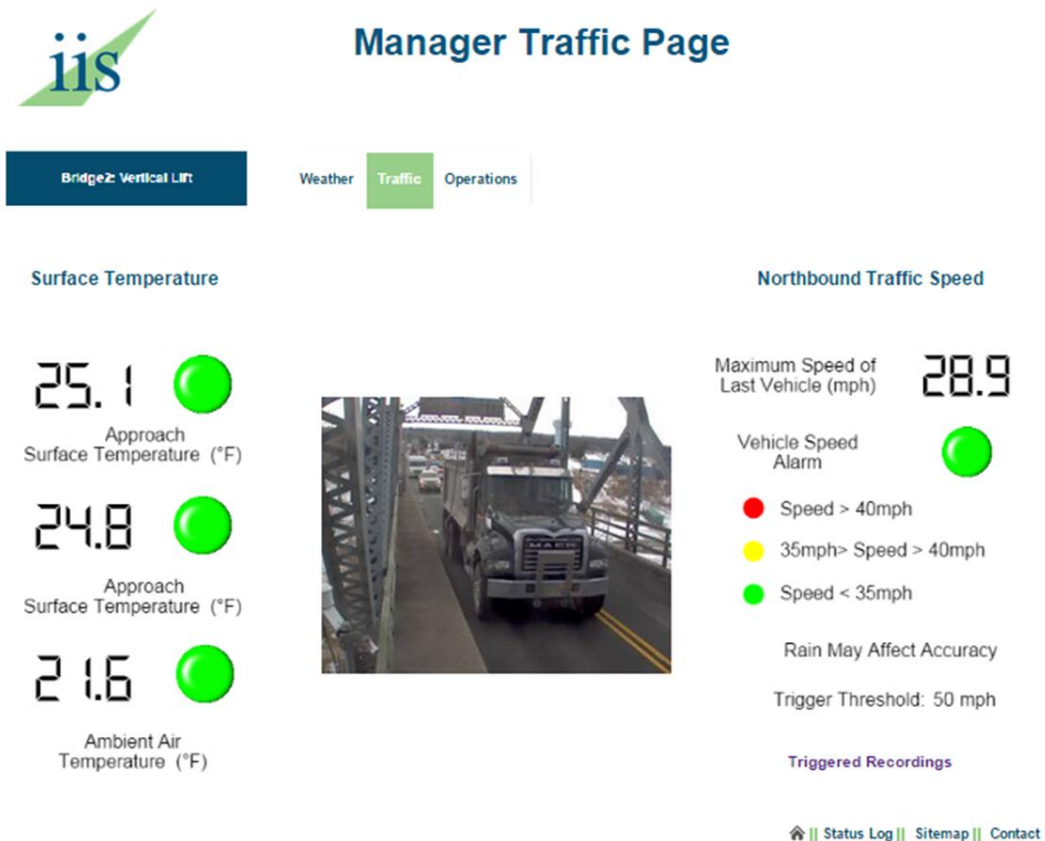 iis
Manager Traffic Page
Bridge2: Vertical Lift
Weather
Traffic
Operations
Surface Temperature
25.1
Approach
Surface Temperature (°F)
24.8
Approach
Surface Temperature (°F)
21.6
Ambient Air
Temperature (°F)
MACK
Northbound Traffic Speed
Maximum Speed of
Last Vehicle (mph)
28.9
Vehicle Speed
Alarm
Speed > 40mph
35mph> Speed > 40mph
Speed < 35mph
Rain May Affect Accuracy
Trigger Threshold: 50 mph
Triggered Recordings
|| Status Log || Sitemap || Contact